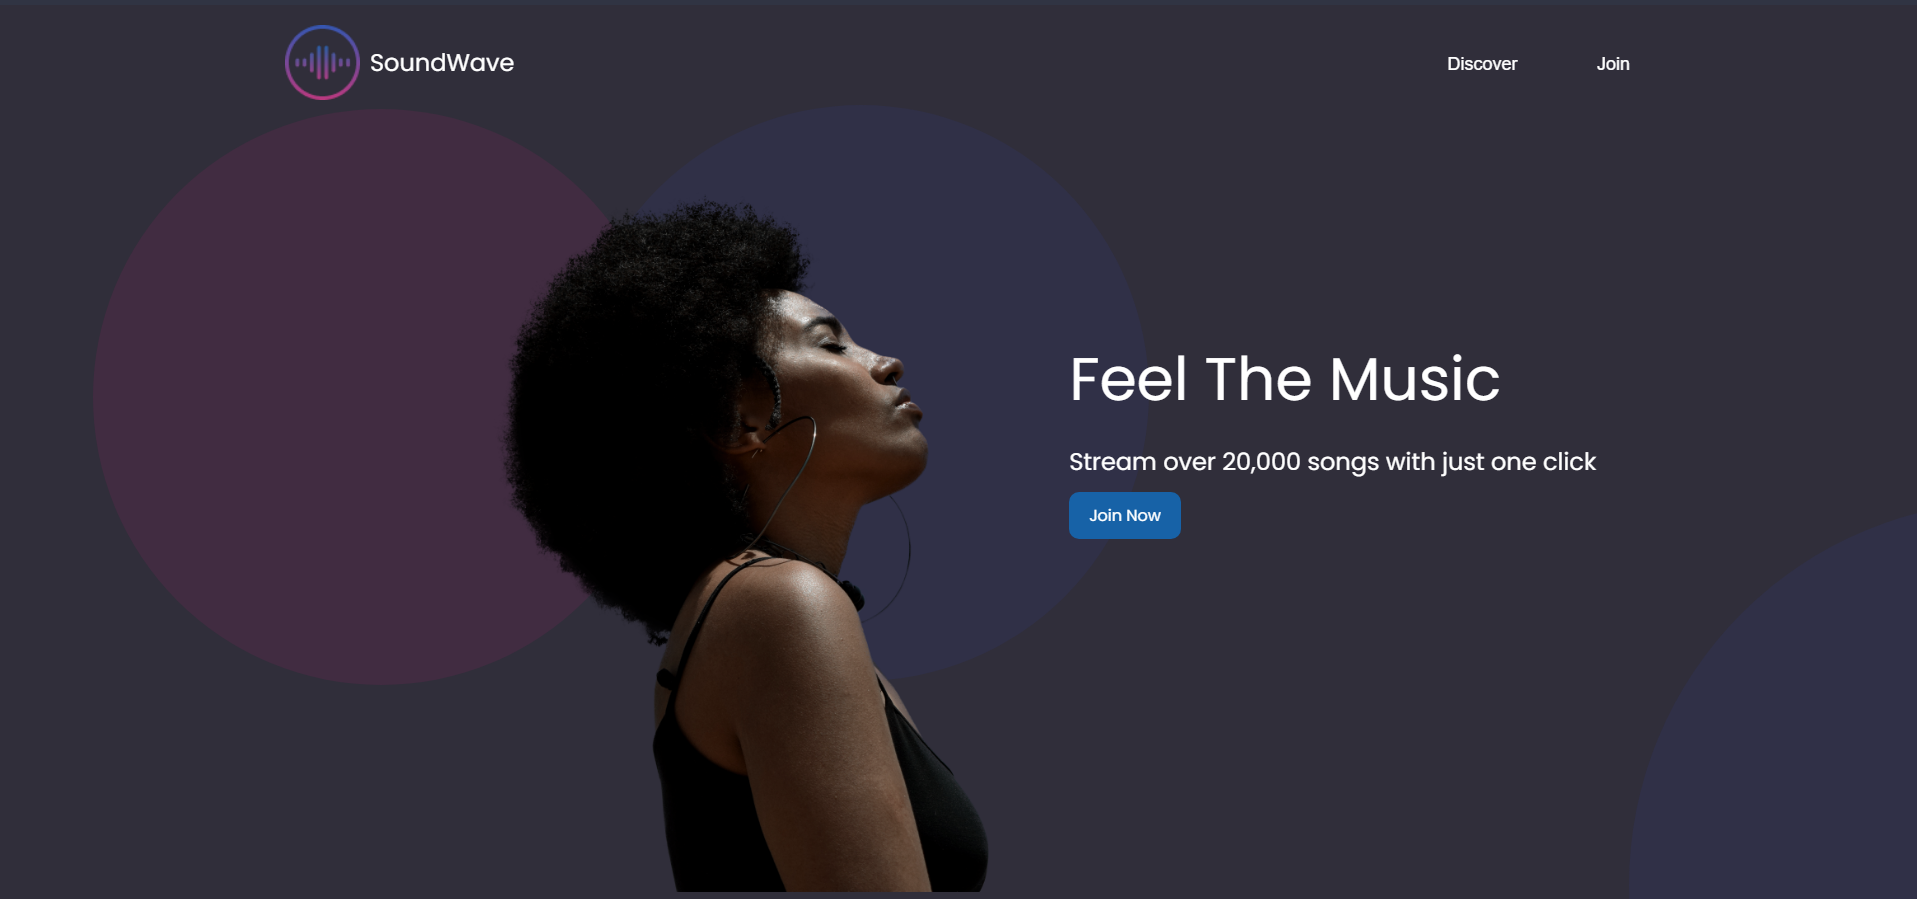 SoundWave
Discover
Join
Feel The Music
Stream over 20,000 songs with just one click
Join Now